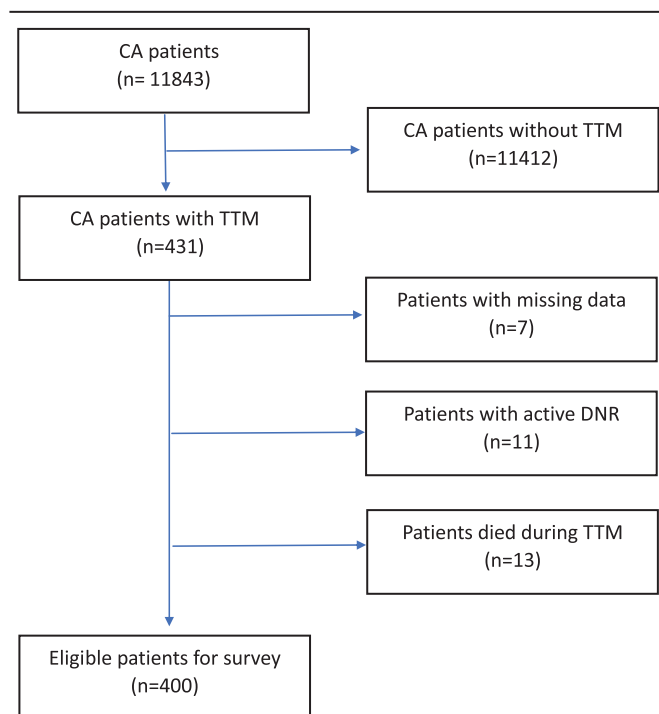 CA patients
(n= 11843)
CA patients without TTM
(n=11412)
CA patients with TTM
(n=431)
Patients with missing data
(n=7)
Patients with active DNR
(n=11)
Patients died during TTM
(n=13)
Eligible patients for survey
(n=400)